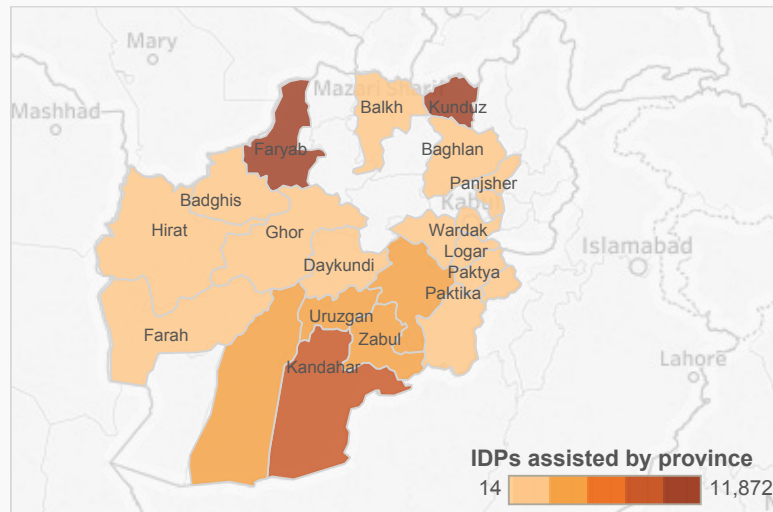 Mary
Mashhad
Mazari Sharif
Balkh
Kunduz
Faryab
Baghlan
Panjsher
Badghis
Kabul
Hirat
Ghor
Wardak
Logar
Islamabad
Daykundi
Paktya
Paktika
Uruzgan
Farah
Zabul
Lahore
Kandahar
IDPs assisted by province
14 11,872